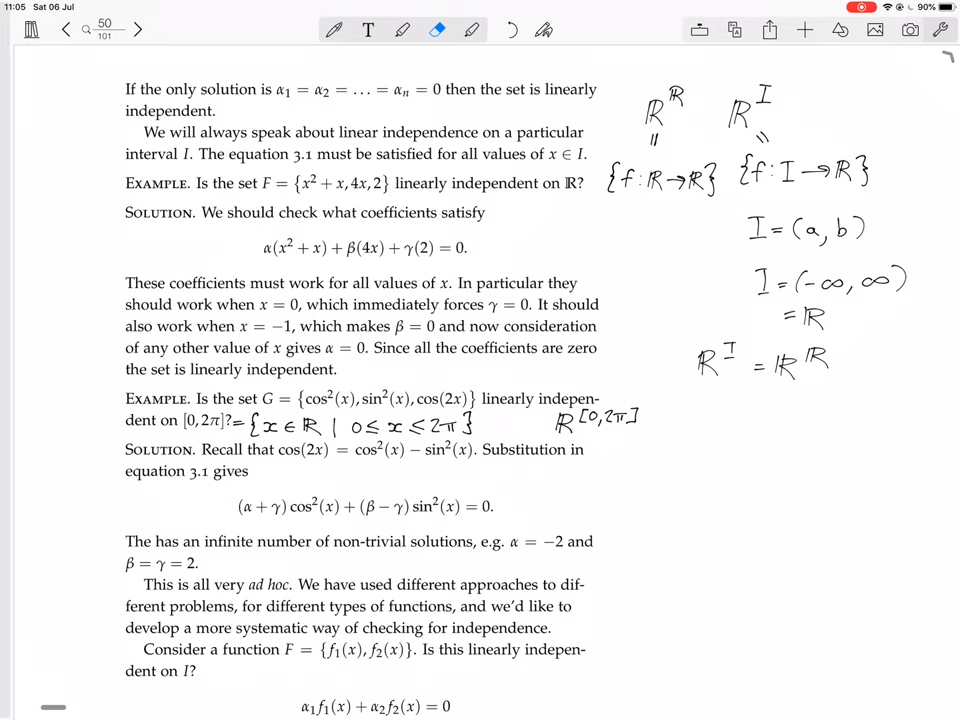 11:05 Sat 06 Jul
90%
50
101
T
If the only solution is α₁ = α₂ = … = αₙ = 0 then the set is linearly
independent.
We will always speak about linear independence on a particular
interval I. The equation 3.1 must be satisfied for all values of x ∈ I.
EXAMPLE. Is the set F = {x² + x, 4x, 2} linearly independent on ℝ?
SOLUTION. We should check what coefficients satisfy
α(x² + x) + β(4x) + γ(2) = 0.
These coefficients must work for all values of x. In particular they
should work when x = 0, which immediately forces γ = 0. It should
also work when x = −1, which makes β = 0 and now consideration
of any other value of x gives α = 0. Since all the coefficients are zero
the set is linearly independent.
EXAMPLE. Is the set G = {cos²(x), sin²(x), cos(2x)} linearly indepen-
dent on [0, 2π]? = {x ∈ ℝ | 0 ≤ x ≤ 2π} ℝ^[0,2π]
SOLUTION. Recall that cos(2x) = cos²(x) − sin²(x). Substitution in
equation 3.1 gives
(α + γ) cos²(x) + (β − γ) sin²(x) = 0.
The has an infinite number of non-trivial solutions, e.g. α = −2 and
β = γ = 2.
This is all very ad hoc. We have used different approaches to dif-
ferent problems, for different types of functions, and we'd like to
develop a more systematic way of checking for independence.
Consider a function F = {f₁(x), f₂(x)}. Is this linearly indepen-
dent on I?
α₁f₁(x) + α₂f₂(x) = 0
ℝ^ℝ ℝ^I
= =
{f : ℝ → ℝ} {f : I → ℝ}
I = (a, b)
I = (−∞, ∞)
= ℝ
ℝ^I = ℝ^ℝ